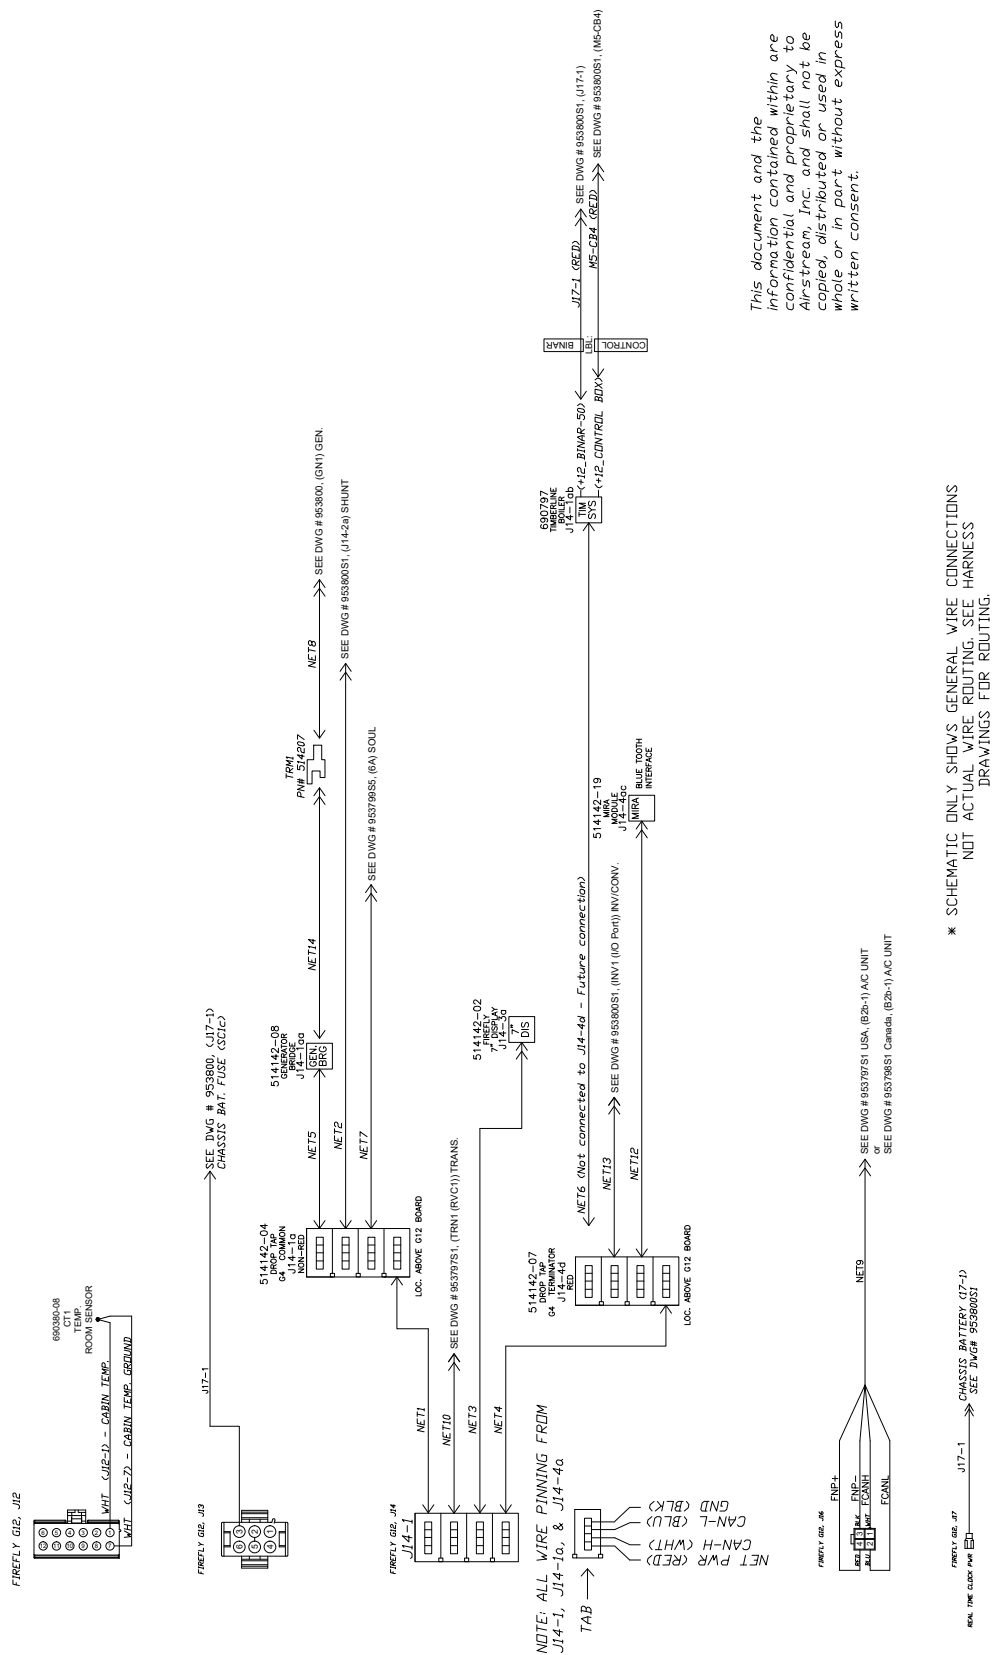 FIREFLY G12, J12
WHT (J12-1) - CABIN TEMP.
WHT (J12-7) - CABIN TEMP. GROUND
690380-08
CT1
TEMP.
ROOM SENSOR
FIREFLY G12, J13
J17-1
SEE DWG # 953800, (J17-1)
CHASSIS BAT. FUSE (SC1c)
FIREFLY G12, J14
J14-1
NET1
NET10
NET3
NET4
SEE DWG # 953797S1, (TRN1 (RVC1)) TRANS.
514142-04
DROP TAP
G4 COMMON
J14-1a
NON-RED
LOC. ABOVE G12 BOARD
NET5
NET2
NET7
514142-08
GENERATOR
BRIDGE
J14-1aa
GEN.
BRG
NET14
TRM1
PN# 514207
NET8
SEE DWG # 953800, (GN1) GEN.
SEE DWG # 953800S1, (J14-2a) SHUNT
SEE DWG # 953799S5, (6A) SOUL
514142-02
FIREFLY
7" DISPLAY
J14-3a
7"
DIS
514142-07
DROP TAP
G4 TERMINATOR
J14-4d
RED
LOC. ABOVE G12 BOARD
NET6 (Not connected to J14-4d - Future connection)
NET13
NET12
SEE DWG # 953800S1, (INV1 (I/O Port)) INV/CONV.
514142-19
MIRA
MODULE
J14-4ac
MIRA
BLUE TOOTH
INTERFACE
690797
TIMBERLINE
BOILER
J14-1ab
TIM
SYS
(+12_BINAR-50)
(+12_CONTROL BOX)
BINAR
LBL:
CONTROL
J17-1 (RED)
M5-CB4 (RED)
SEE DWG # 953800S1, (J17-1)
SEE DWG # 953800S1, (M5-CB4)
NOTE: ALL WIRE PINNING FROM
J14-1, J14-1a, & J14-4a
TAB
NET PWR (RED)
CAN-H (WHT)
CAN-L (BLU)
GND (BLK)
FIREFLY G12, J16
RED
BLK
BLU
WHT
4
3
2
1
FNP+
FNP-
FCANH
FCANL
NET9
SEE DWG # 953797S1 USA, (B2b-1) A/C UNIT
or
SEE DWG # 953798S1 Canada, (B2b-1) A/C UNIT
FIREFLY G12, J17
REAL TIME CLOCK PWR
J17-1
CHASSIS BATTERY (17-1)
SEE DWG# 953800S1
This document and the
information contained within are
confidential and proprietary to
Airstream, Inc. and shall not be
copied, distributed or used in
whole or in part without express
written consent.
* SCHEMATIC ONLY SHOWS GENERAL WIRE CONNECTIONS
NOT ACTUAL WIRE ROUTING. SEE HARNESS
DRAWINGS FOR ROUTING.